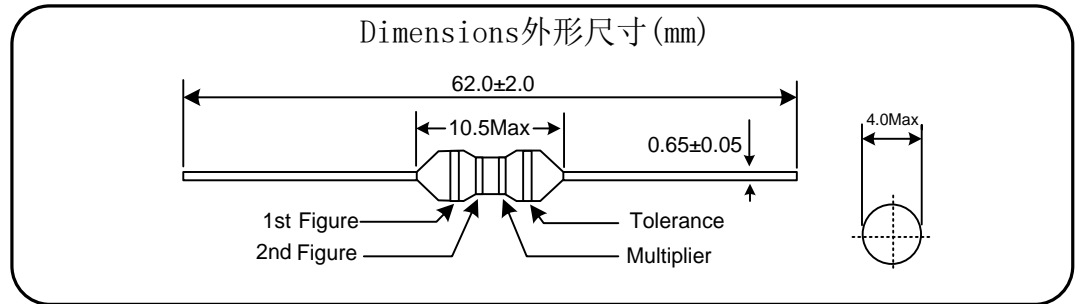 Dimensions外形尺寸(mm)
62.0±2.0
10.5Max
0.65±0.05
4.0Max
1st Figure
Tolerance
2nd Figure
Multiplier